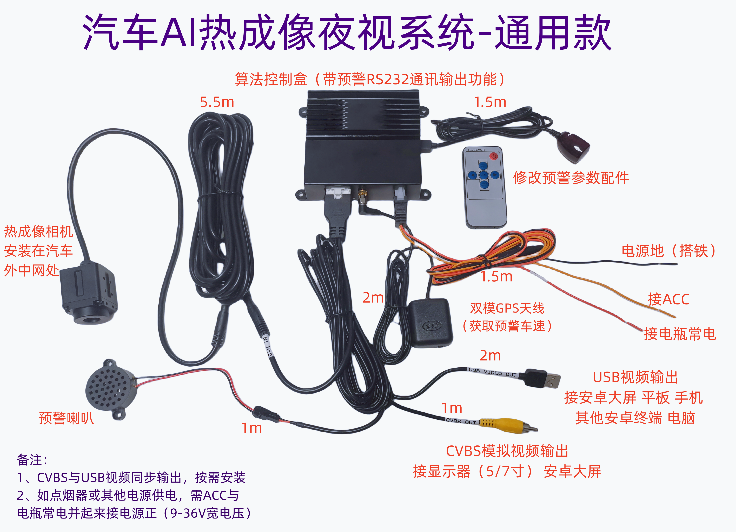 汽车AI热成像夜视系统-通用款
算法控制盒（带预警RS232通讯输出功能）
5.5m
1.5m
修改预警参数配件
热成像相机
安装在汽车
外中网处
电源地（搭铁）
1.5m
接ACC
2m
双模GPS天线
（获取预警车速）
接电瓶常电
2m
USB视频输出
接安卓大屏 平板 手机
其他安卓终端 电脑
预警喇叭
1m
1m
CVBS OUT
CVBS模拟视频输出
接显示器（5/7寸） 安卓大屏
备注：
1、CVBS与USB视频同步输出，按需安装
2、如点烟器或其他电源供电，需ACC与
电瓶常电并起来接电源正（9-36V宽电压）